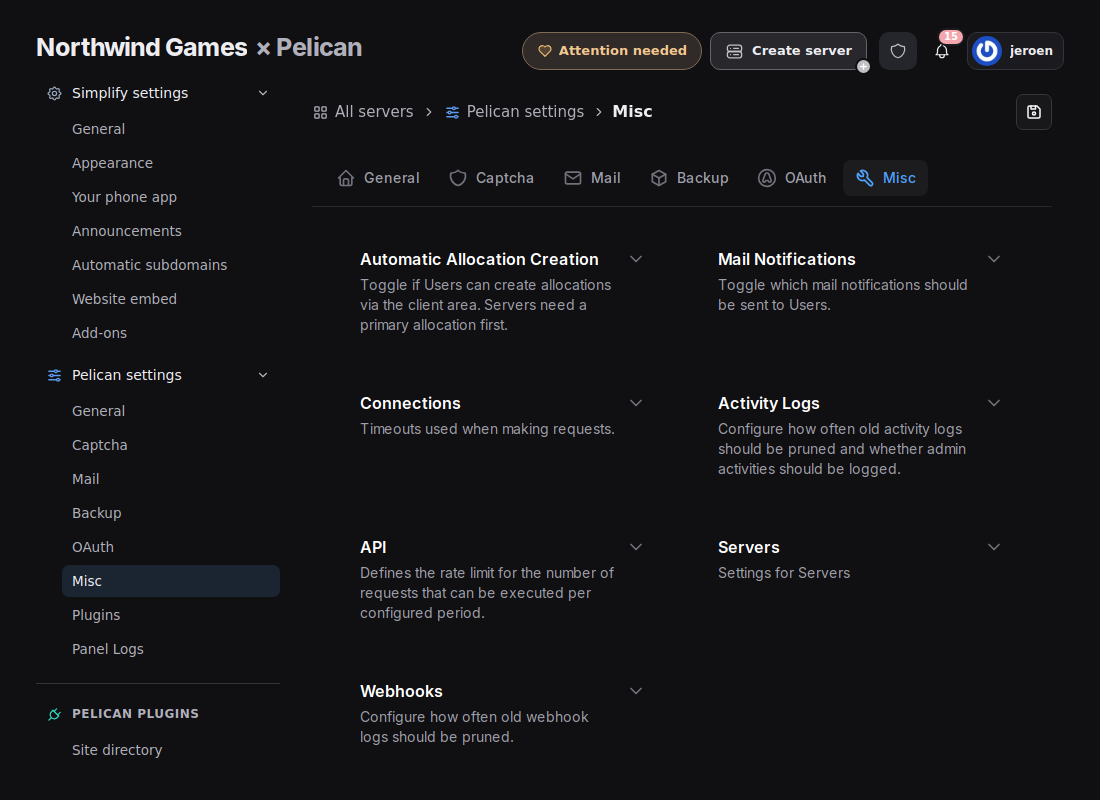 Northwind Games × Pelican
Attention needed
Create server
15
jeroen
Simplify settings
General
Appearance
Your phone app
Announcements
Automatic subdomains
Website embed
Add-ons
Pelican settings
General
Captcha
Mail
Backup
OAuth
Misc
Plugins
Panel Logs
PELICAN PLUGINS
Site directory
All servers > Pelican settings > Misc
General
Captcha
Mail
Backup
OAuth
Misc
Automatic Allocation Creation
Toggle if Users can create allocations
via the client area. Servers need a
primary allocation first.
Mail Notifications
Toggle which mail notifications should
be sent to Users.
Connections
Timeouts used when making requests.
Activity Logs
Configure how often old activity logs
should be pruned and whether admin
activities should be logged.
API
Defines the rate limit for the number of
requests that can be executed per
configured period.
Servers
Settings for Servers
Webhooks
Configure how often old webhook
logs should be pruned.